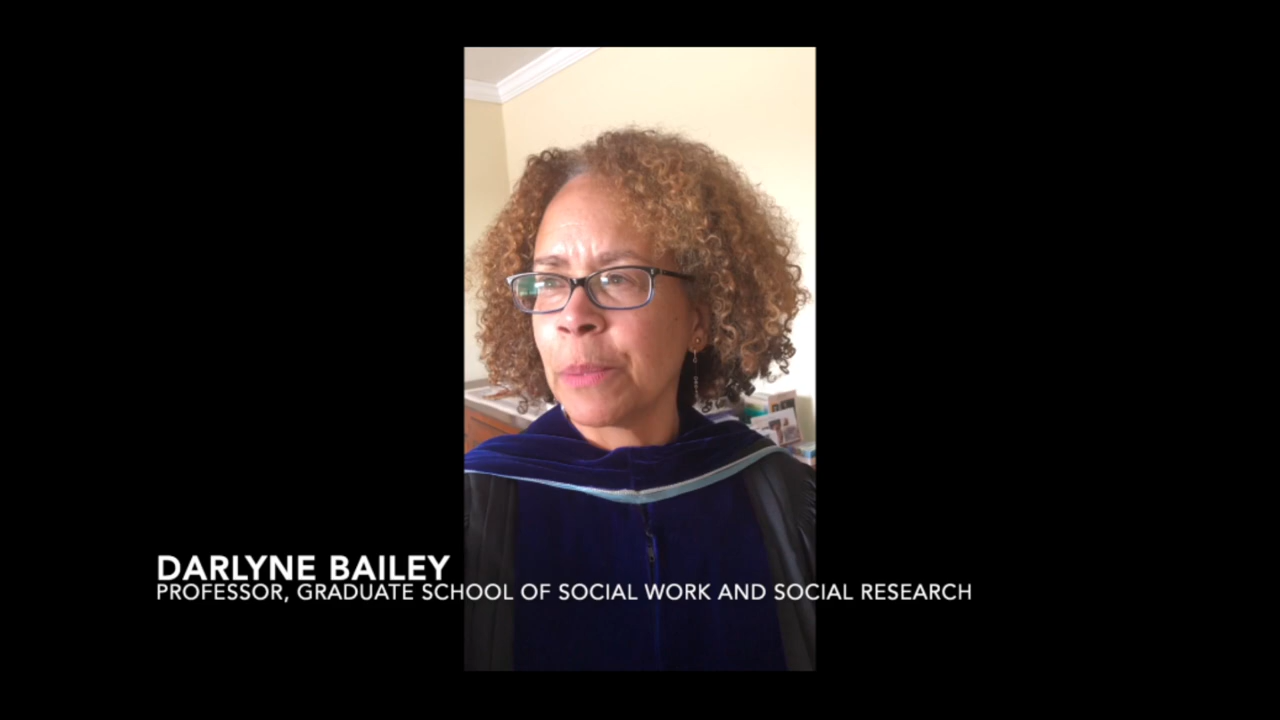 DARLYNE BAILEY
PROFESSOR, GRADUATE SCHOOL OF SOCIAL WORK AND SOCIAL RESEARCH